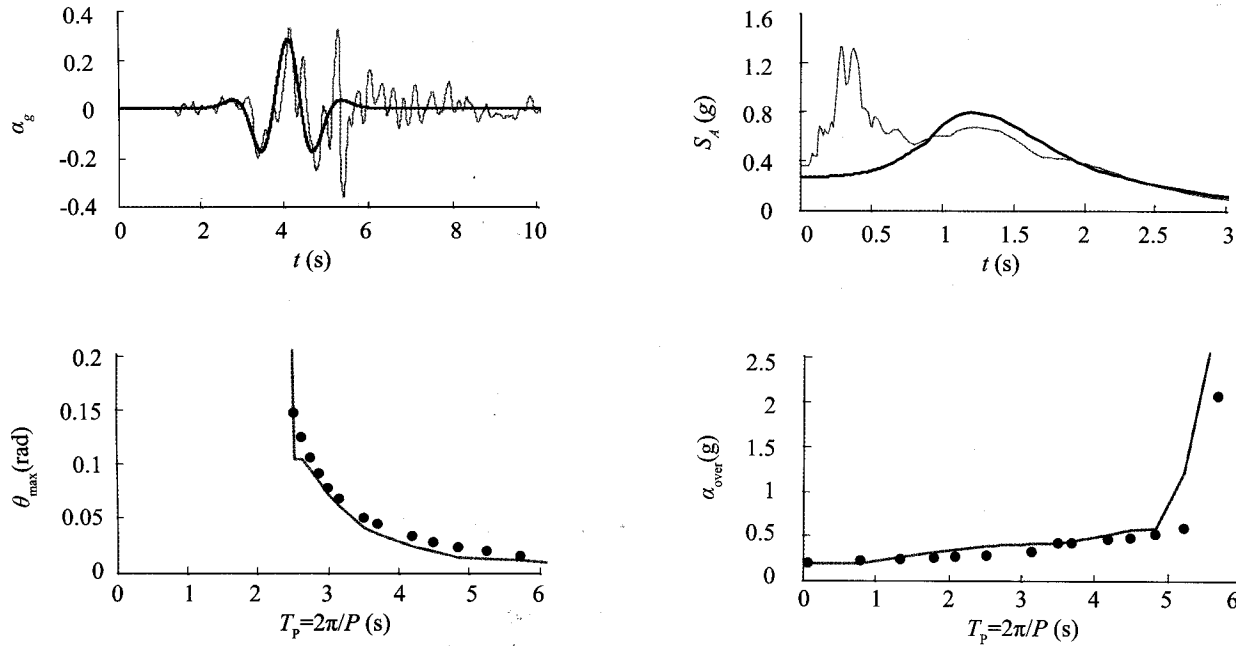 0.4
0.2
0
-0.2
-0.4
α_g
0 2 4 6 8 10
t (s)
1.6
1.2
0.8
0.4
0
S_A (g)
0 0.5 1 1.5 2 2.5 3
t (s)
0.2
0.15
0.1
0.05
0
θ_max(rad)
0 1 2 3 4 5 6
T_P=2π/P (s)
2.5
2
1.5
1
0.5
0
α_over(g)
0 1 2 3 4 5 6
T_P=2π/P (s)